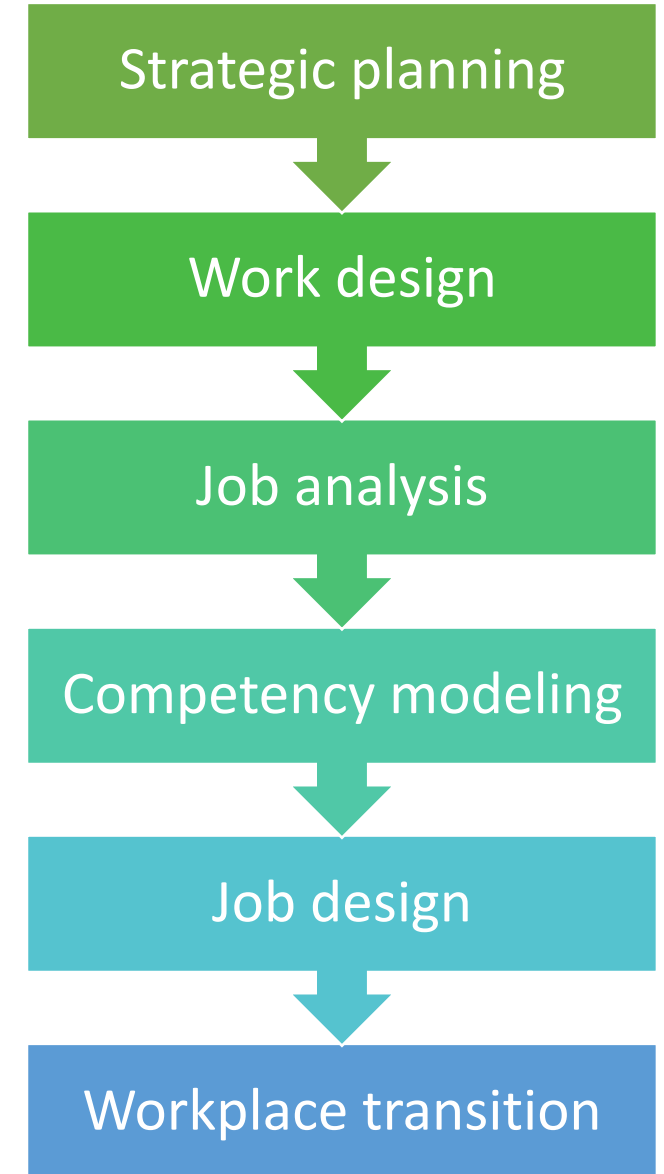 Strategic planning
Work design
Job analysis
Competency modeling
Job design
Workplace transition